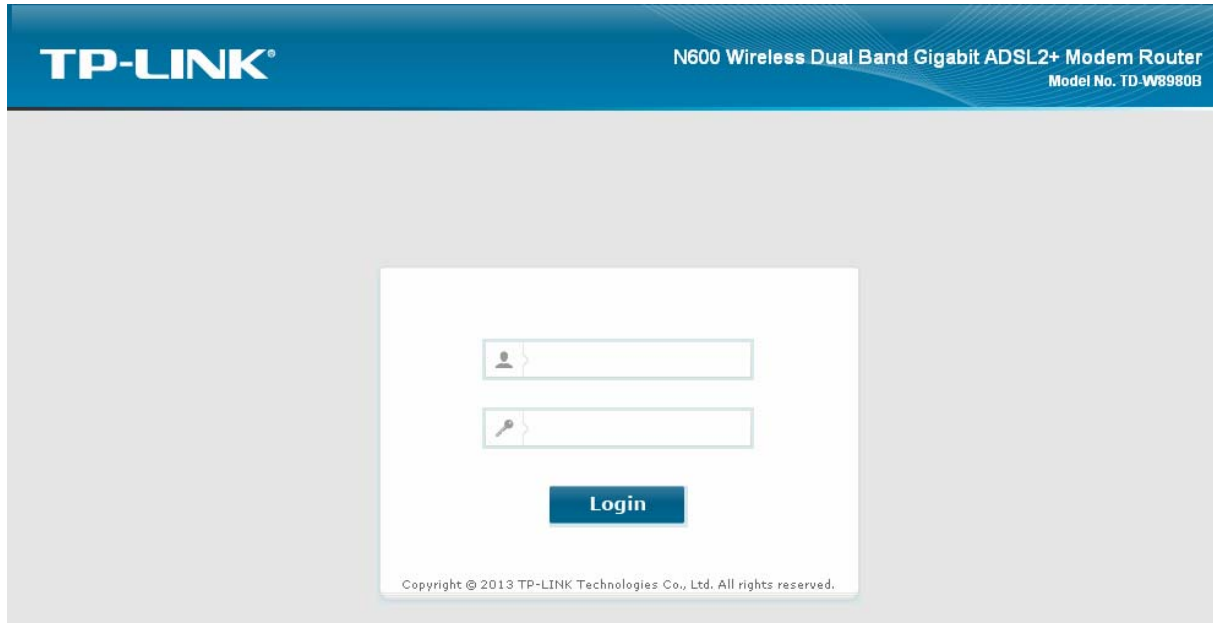 TP-LINK®
N600 Wireless Dual Band Gigabit ADSL2+ Modem Router
Model No. TD-W8980B
Login
Copyright © 2013 TP-LINK Technologies Co., Ltd. All rights reserved.